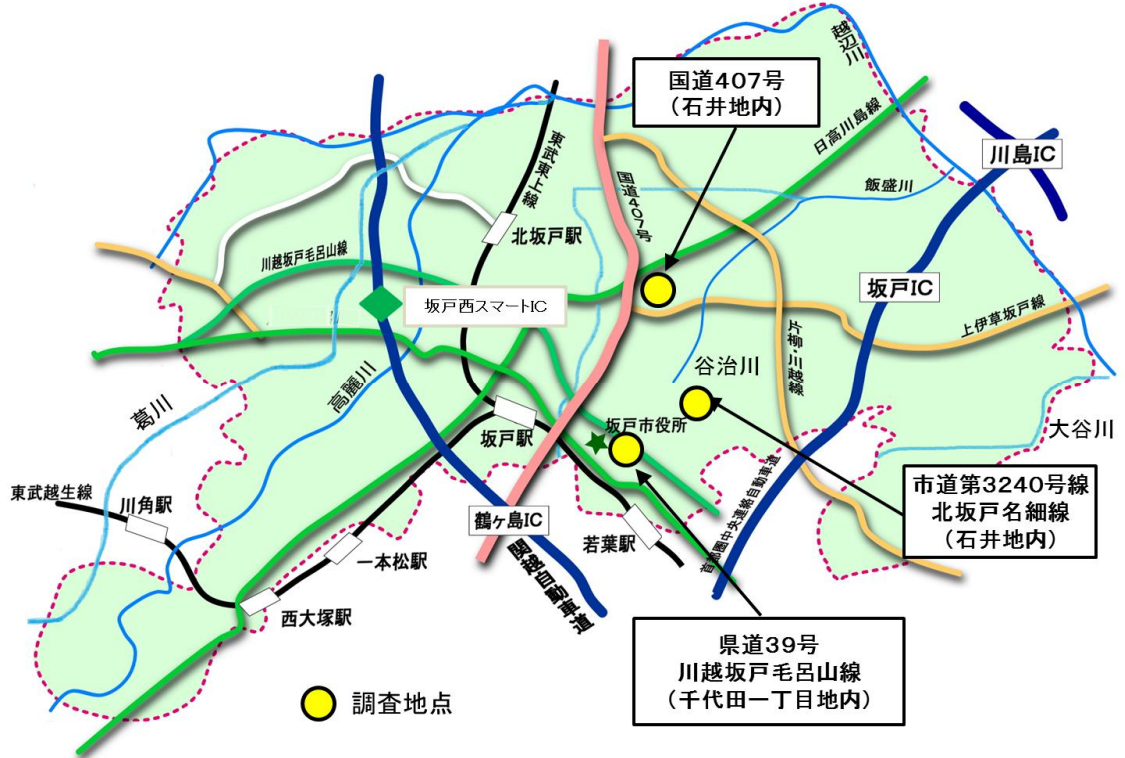 越辺川
国道407号
（石井地内）
日高川島線
川島IC
東武東上線
国道407号
飯盛川
北坂戸駅
川越坂戸毛呂山線
坂戸IC
坂戸西スマートIC
上伊草坂戸線
片柳・川越線
谷治川
高麗川
葛川
坂戸駅
坂戸市役所
大谷川
市道第3240号線
北坂戸名細線
（石井地内）
東武越生線
川角駅
鶴ヶ島IC
若葉駅
首都圏中央連絡自動車道
一本松駅
関越自動車道
西大塚駅
県道39号
川越坂戸毛呂山線
（千代田一丁目地内）
調査地点